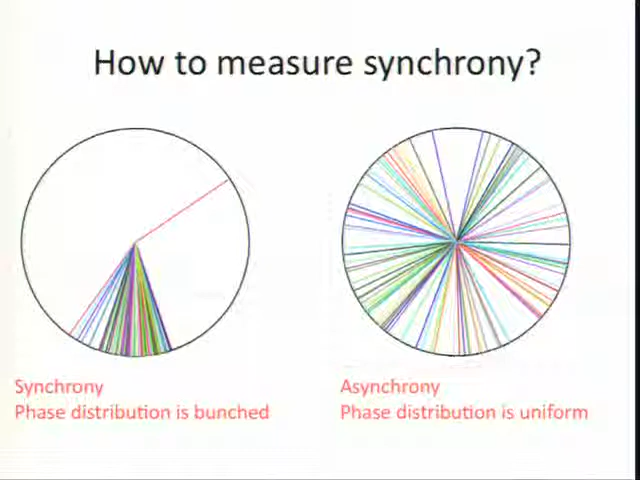 How to measure synchrony?
Synchrony
Phase distribution is bunched
Asynchrony
Phase distribution is uniform